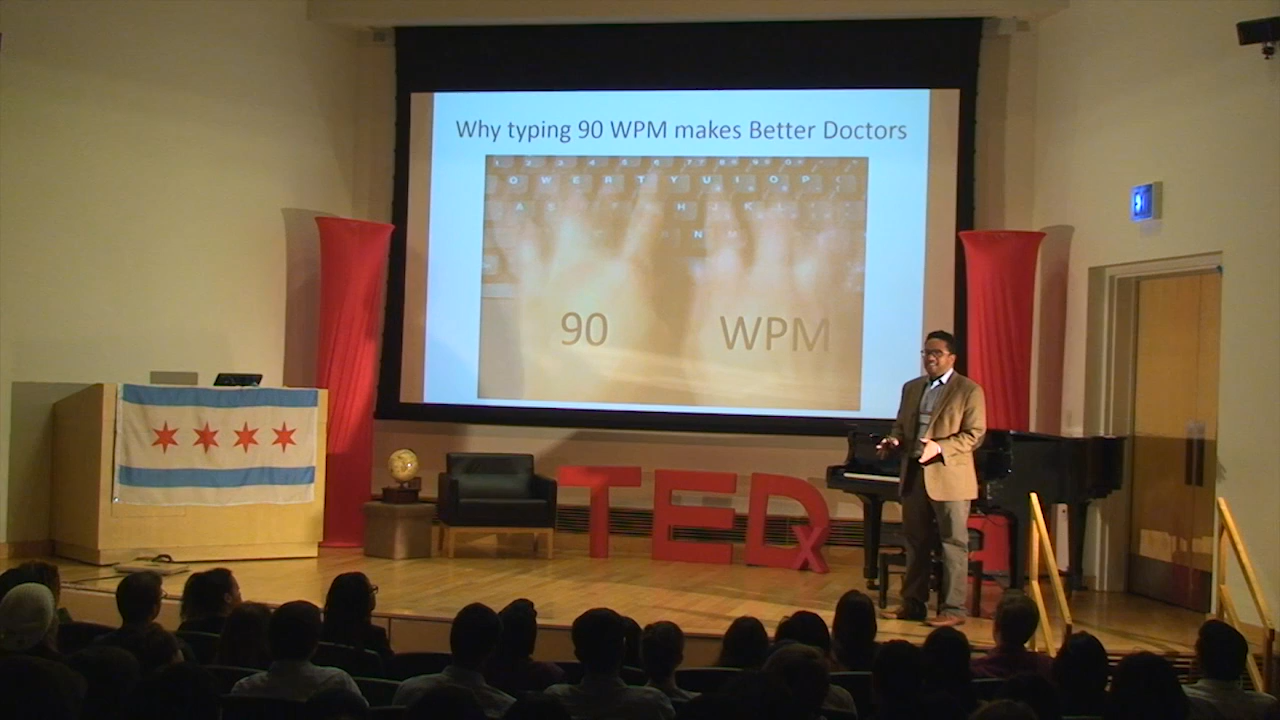 Why typing 90 WPM makes Better Doctors
Q W E R T Y U I O P
A S H J K L
N M
90 WPM
TEDx